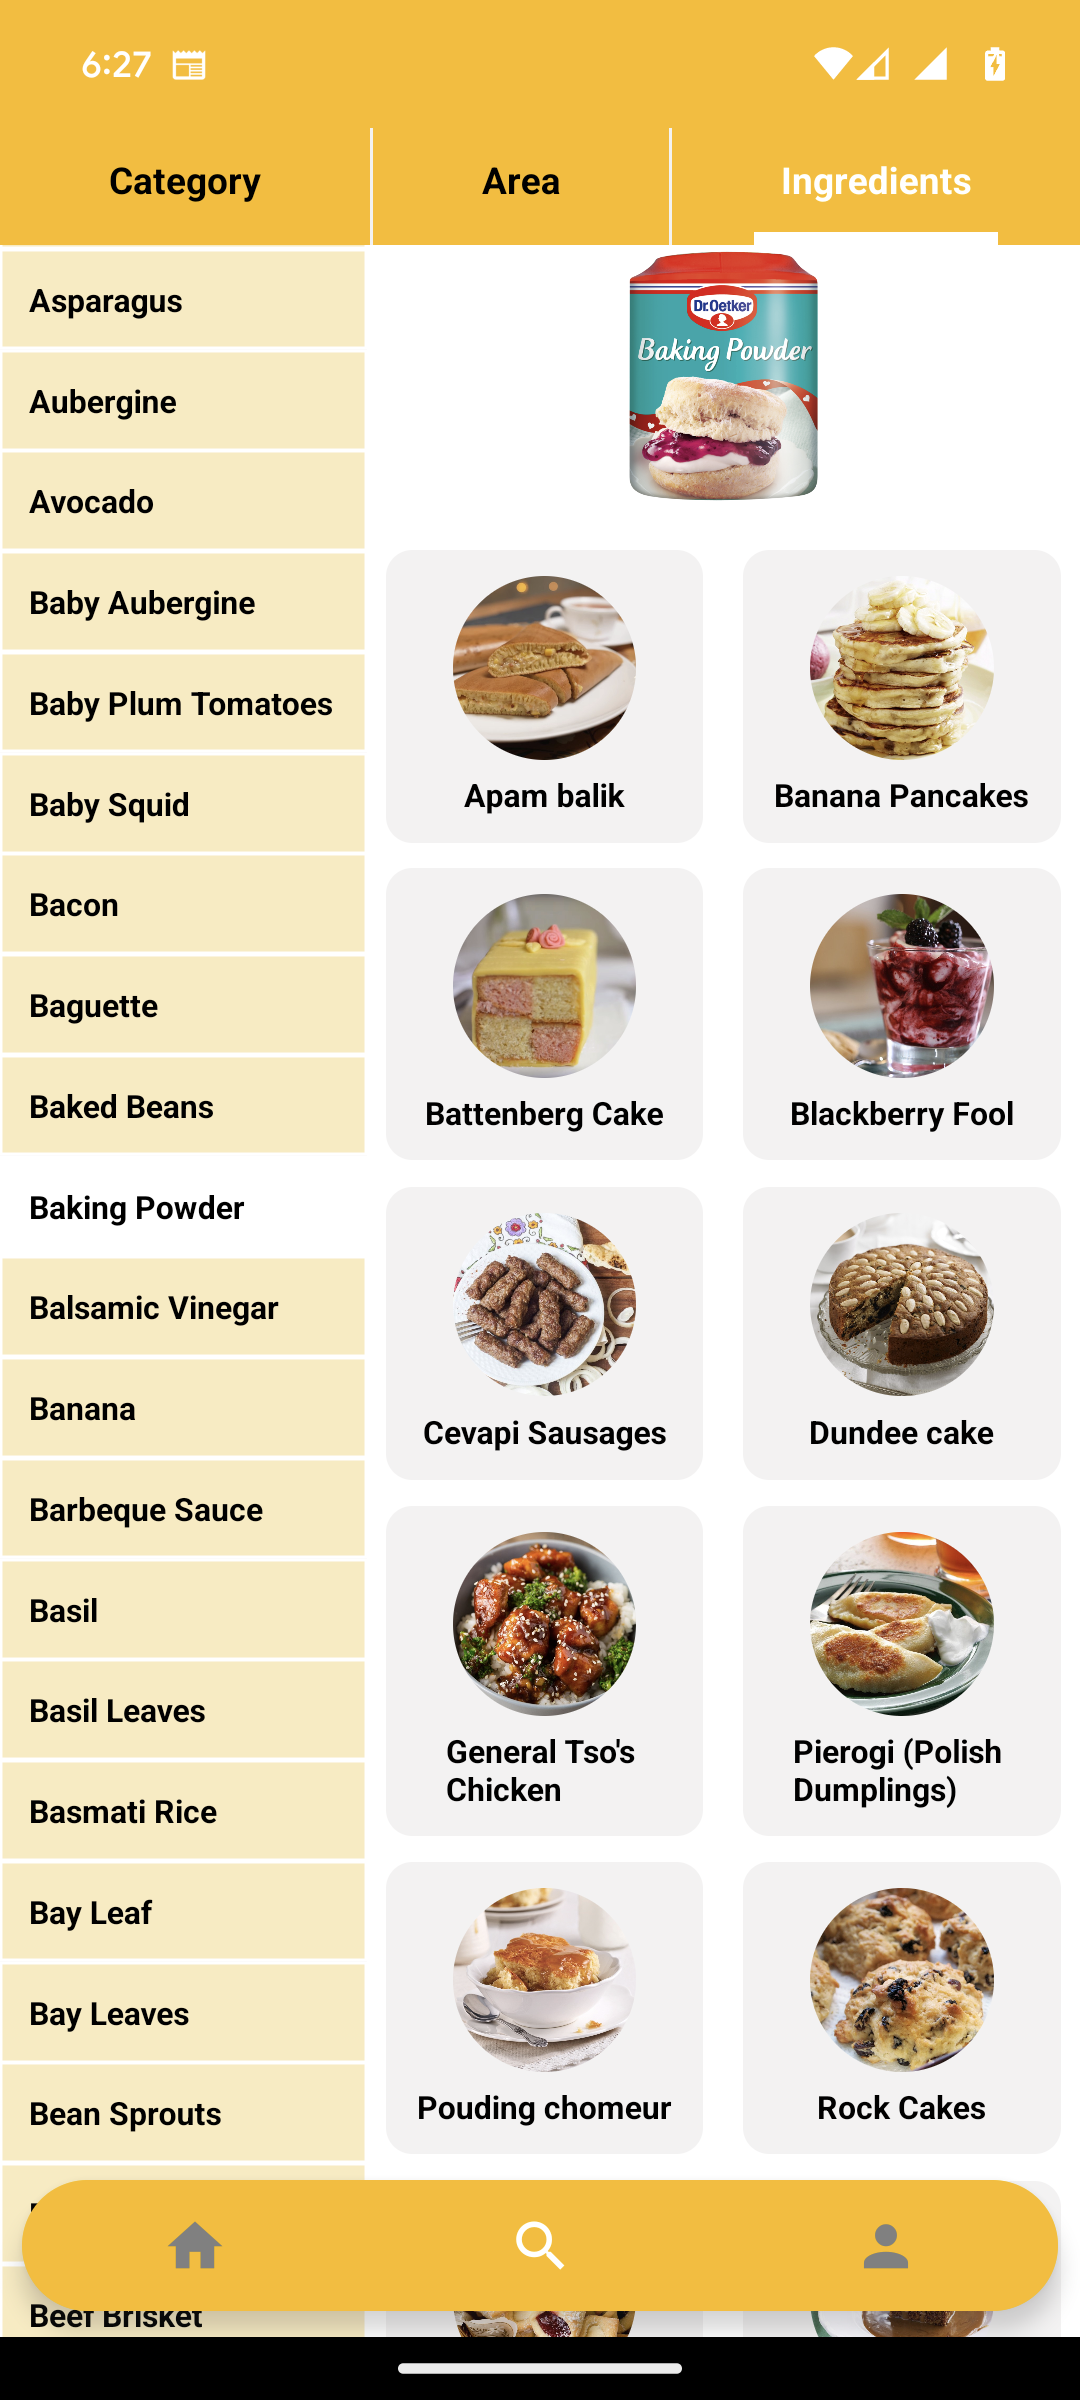 6:27
Category
Area
Ingredients
Asparagus
Aubergine
Avocado
Baby Aubergine
Baby Plum Tomatoes
Baby Squid
Bacon
Baguette
Baked Beans
Baking Powder
Balsamic Vinegar
Banana
Barbeque Sauce
Basil
Basil Leaves
Basmati Rice
Bay Leaf
Bay Leaves
Bean Sprouts
Beef Brisket
Dr.Oetker
Baking Powder
Apam balik
Banana Pancakes
Battenberg Cake
Blackberry Fool
Cevapi Sausages
Dundee cake
General Tso's
Chicken
Pierogi (Polish
Dumplings)
Pouding chomeur
Rock Cakes